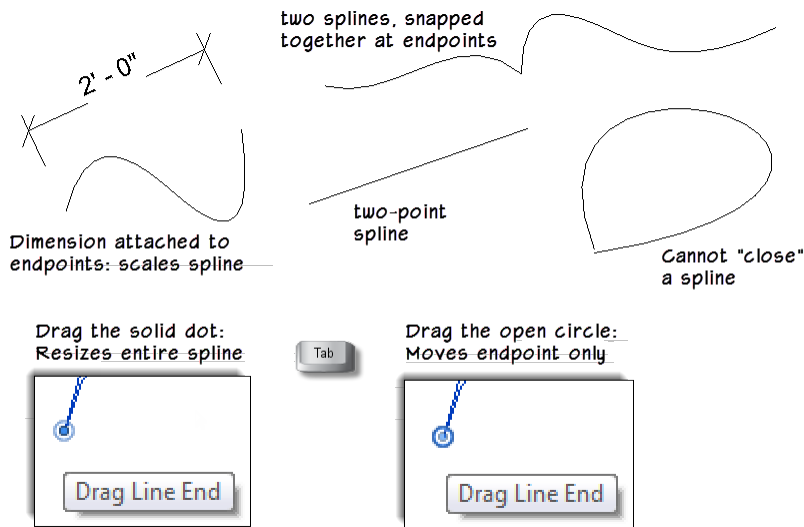 two splines, snapped
together at endpoints
2' - 0"
two-point
spline
Dimension attached to
endpoints: scales spline
Cannot "close"
a spline
Drag the solid dot:
Resizes entire spline
Tab
Drag the open circle:
Moves endpoint only
Drag Line End
Drag Line End